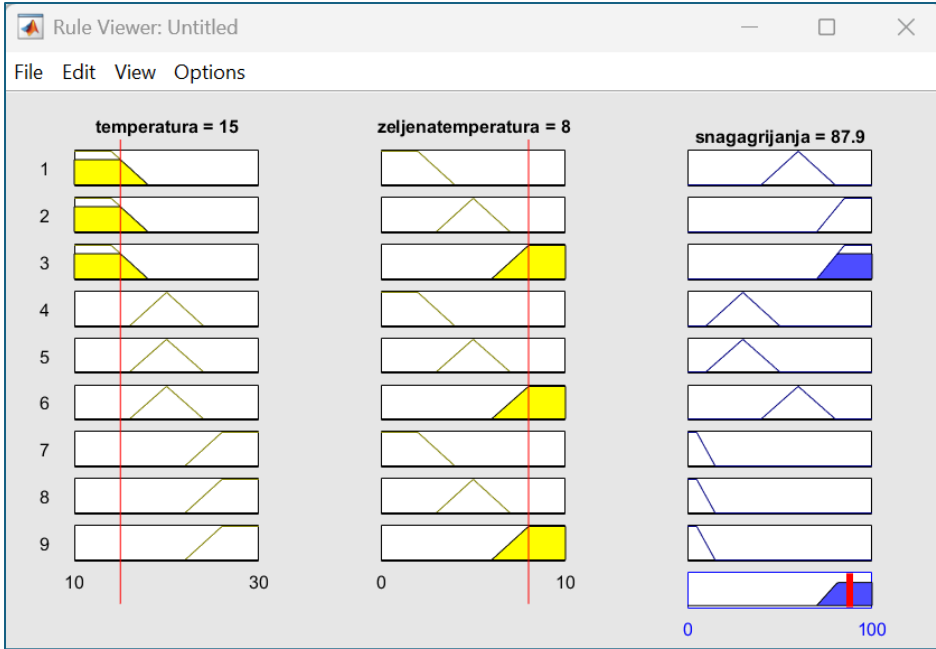 Rule Viewer: Untitled
File Edit View Options
temperatura = 15
zeljenatemperatura = 8
snagagrijanja = 87.9
1
2
3
4
5
6
7
8
9
10 30
0 10
0 100